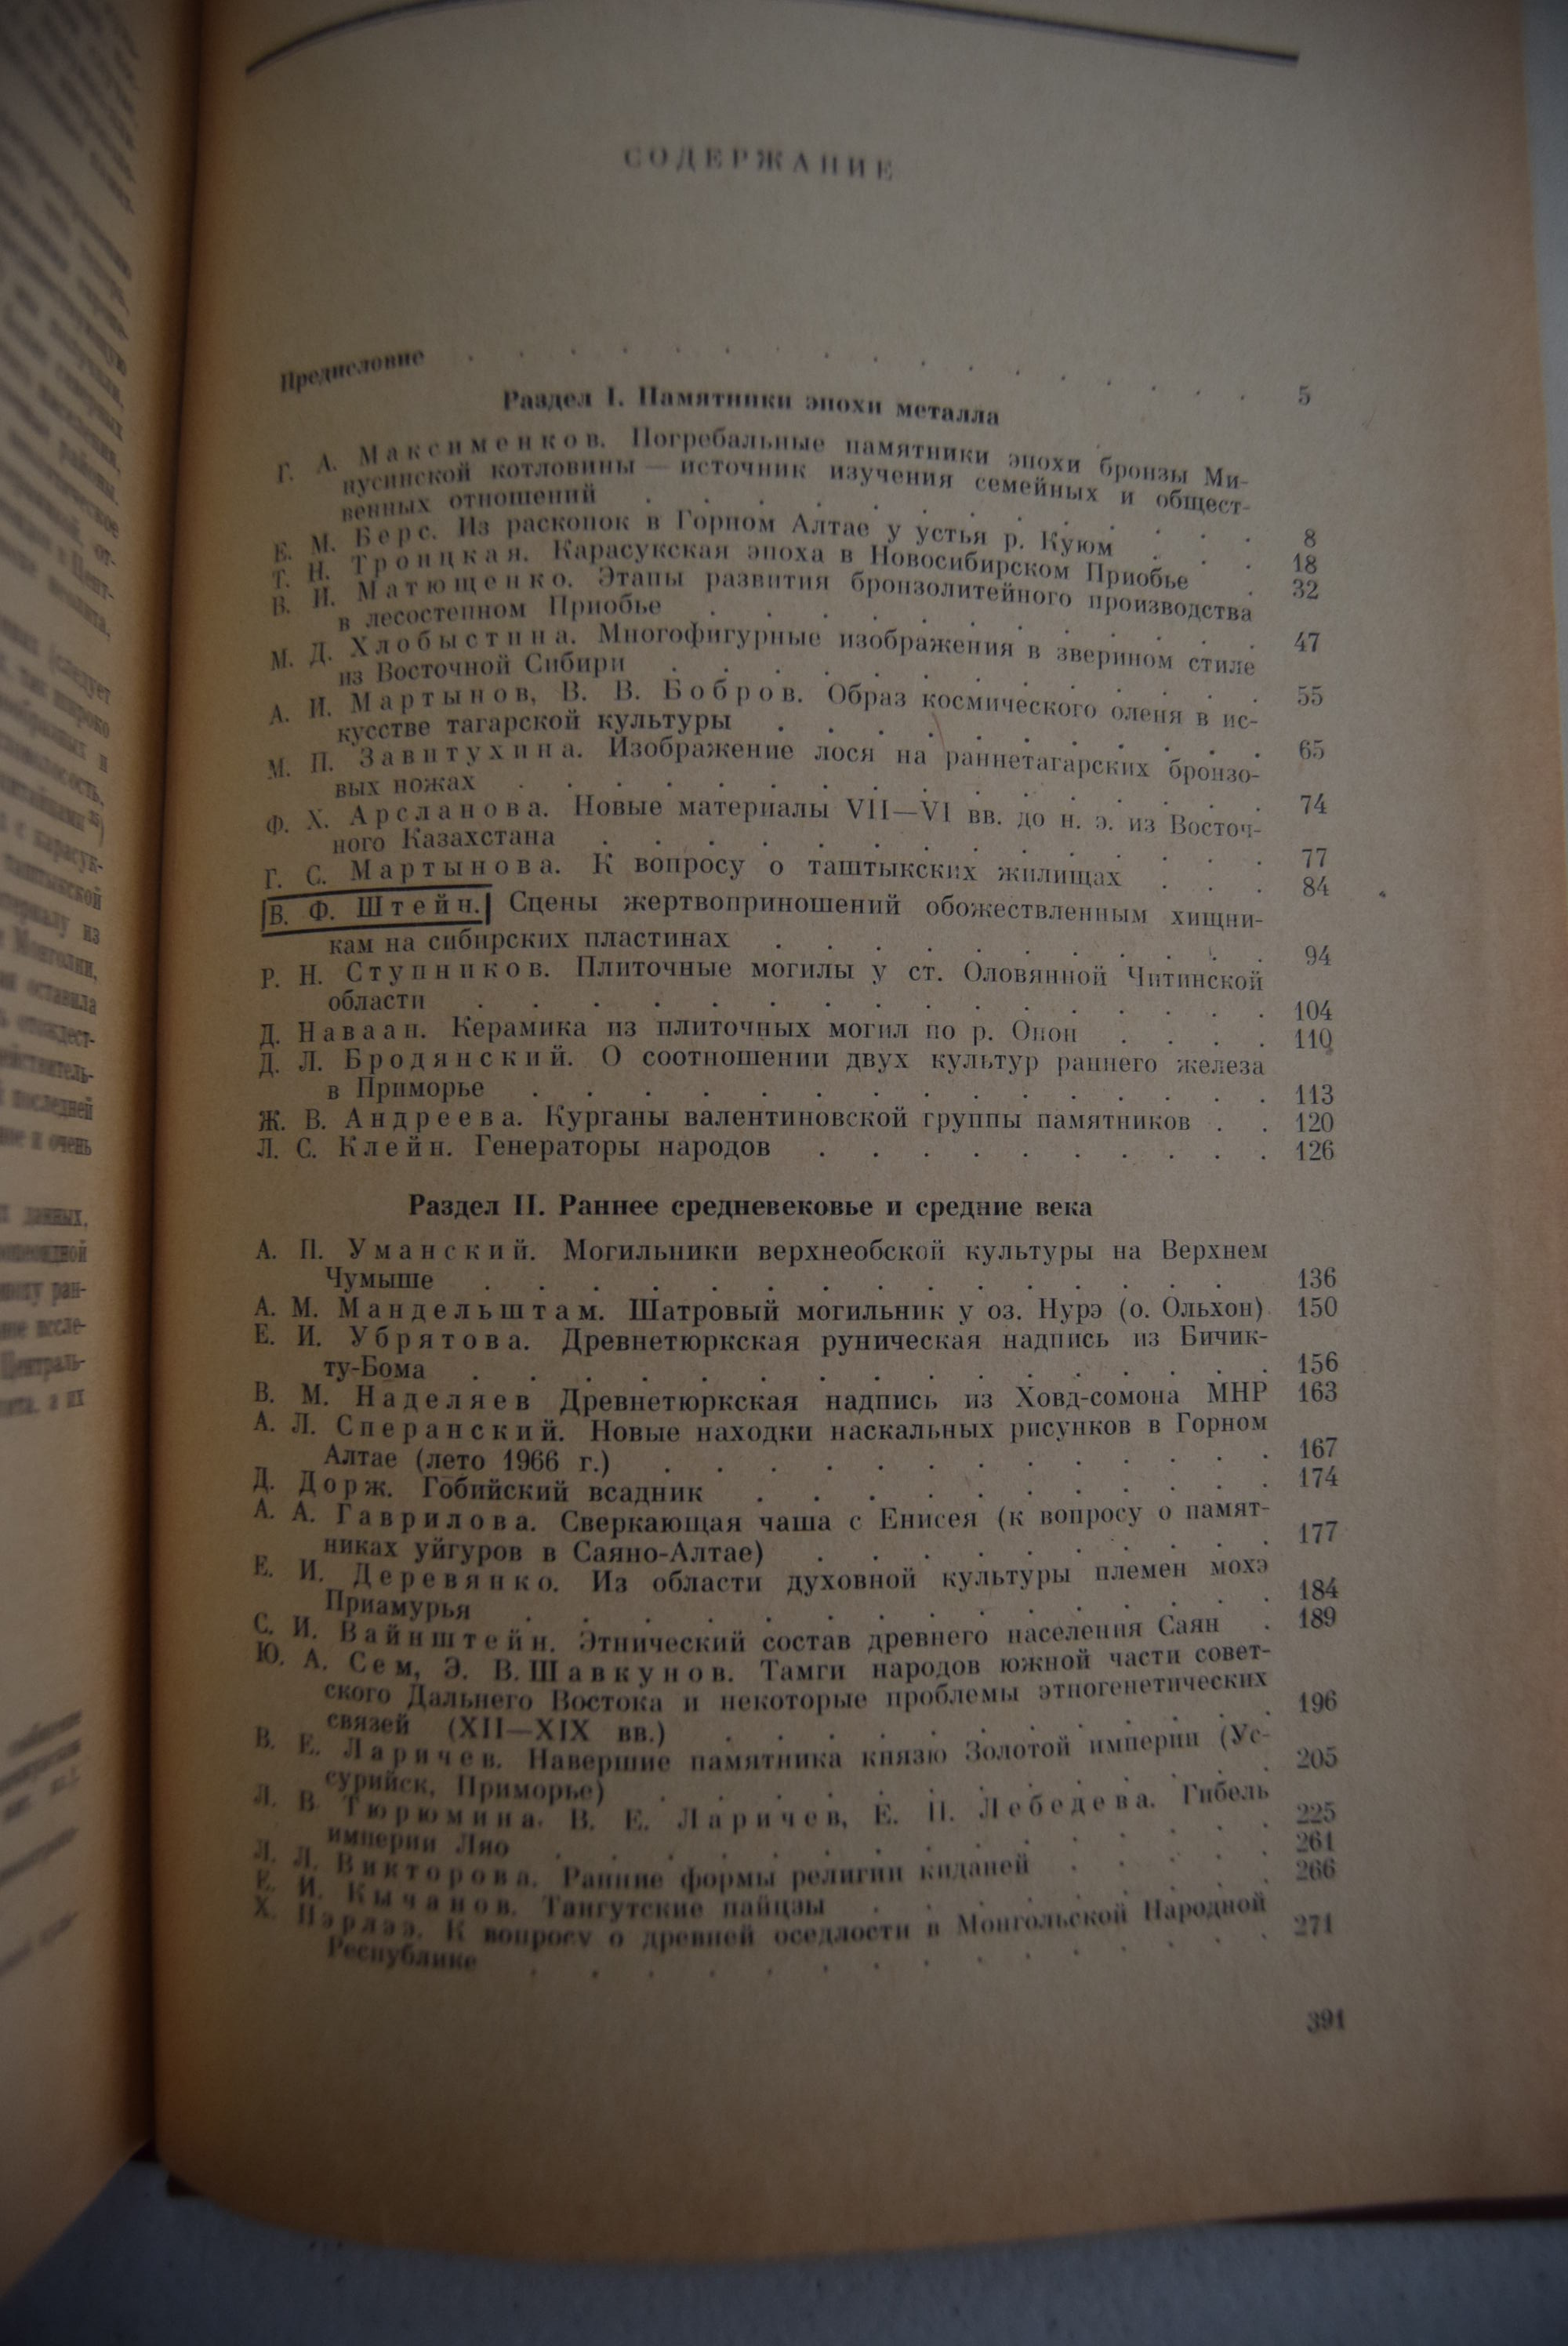 СОДЕРЖАНИЕ
Предисловие . . . . . . . . . . . . . . . . 5
Раздел I. Памятники эпохи металла
Г. А. Максименков. Погребальные памятники эпохи бронзы Ми-
нусинской котловины — источник изучения семейных и общест-
венных отношений . . . . . . . . . . . . 8
Е. М. Берс. Из раскопок в Горном Алтае у устья р. Куюм . . . 18
Т. Н. Троицкая. Карасукская эпоха в Новосибирском Приобье . . 32
В. И. Матющенко. Этапы развития бронзолитейного производства
в лесостепном Приобье . . . . . . . . . . . 47
М. Д. Хлобыстина. Многофигурные изображения в зверином стиле
из Восточной Сибири . . . . . . . . . . . . 55
А. И. Мартынов, В. В. Бобров. Образ космического оленя в ис-
кусстве тагарской культуры . . . . . . . . . . 65
М. П. Завитухина. Изображение лося на раннетагарских бронзо-
вых ножах . . . . . . . . . . . . . . 74
Ф. Х. Арсланова. Новые материалы VII—VI вв. до н. э. из Восточ-
ного Казахстана . . . . . . . . . . . . . 77
Г. С. Мартынова. К вопросу о таштыкских жилищах . . . 84
В. Ф. Штейн. Сцены жертвоприношений обожествленным хищни-
кам на сибирских пластинах . . . . . . . . . . 94
Р. Н. Ступников. Плиточные могилы у ст. Оловянной Читинской
области . . . . . . . . . . . . . . . 104
Д. Наваан. Керамика из плиточных могил по р. Онон . . . . 110
Д. Л. Бродянский. О соотношении двух культур раннего железа
в Приморье . . . . . . . . . . . . . . 113
Ж. В. Андреева. Курганы валентиновской группы памятников . . 120
Л. С. Клейн. Генераторы народов . . . . . . . . . 126
Раздел II. Раннее средневековье и средние века
А. П. Уманский. Могильники верхнеобской культуры на Верхнем
Чумыше . . . . . . . . . . . . . . 136
А. М. Мандельштам. Шатровый могильник у оз. Нурэ (о. Ольхон) . 150
Е. И. Убрятова. Древнетюркская руническая надпись из Бичик-
ту-Бома . . . . . . . . . . . . . . . 156
В. М. Наделяев Древнетюркская надпись из Ховд-сомона МНР 163
А. Л. Сперанский. Новые находки наскальных рисунков в Горном
Алтае (лето 1966 г.) . . . . . . . . . . . . 167
Д. Дорж. Гобийский всадник . . . . . . . . . . 174
А. А. Гаврилова. Сверкающая чаша с Енисея (к вопросу о памят-
никах уйгуров в Саяно-Алтае) . . . . . . . . . 177
Е. И. Деревянко. Из области духовной культуры племен мохэ
Приамурья . . . . . . . . . . . . . . 184
С. И. Вайнштейн. Этнический состав древнего населения Саян . 189
Ю. А. Сем, Э. В. Шавкунов. Тамги народов южной части совет-
ского Дальнего Востока и некоторые проблемы этногенетических
связей (XII—XIX вв.) . . . . . . . . . . . 196
В. Е. Ларичев. Навершие памятника князю Золотой империи (Ус-
сурийск, Приморье) . . . . . . . . . . . . 205
Л. В. Тюрюмина, В. Е. Ларичев, Е. П. Лебедева. Гибель
империи Ляо . . . . . . . . . . . . . . 225
Л. Л. Викторова. Ранние формы религии киданей . . . . . 261
Е. И. Кычанов. Тангутские пайцзы . . . . . . . . 266
Х. Пэрлээ. К вопросу о древней оседлости в Монгольской Народной
Республике . . . . . . . . . . . . . . 271
391